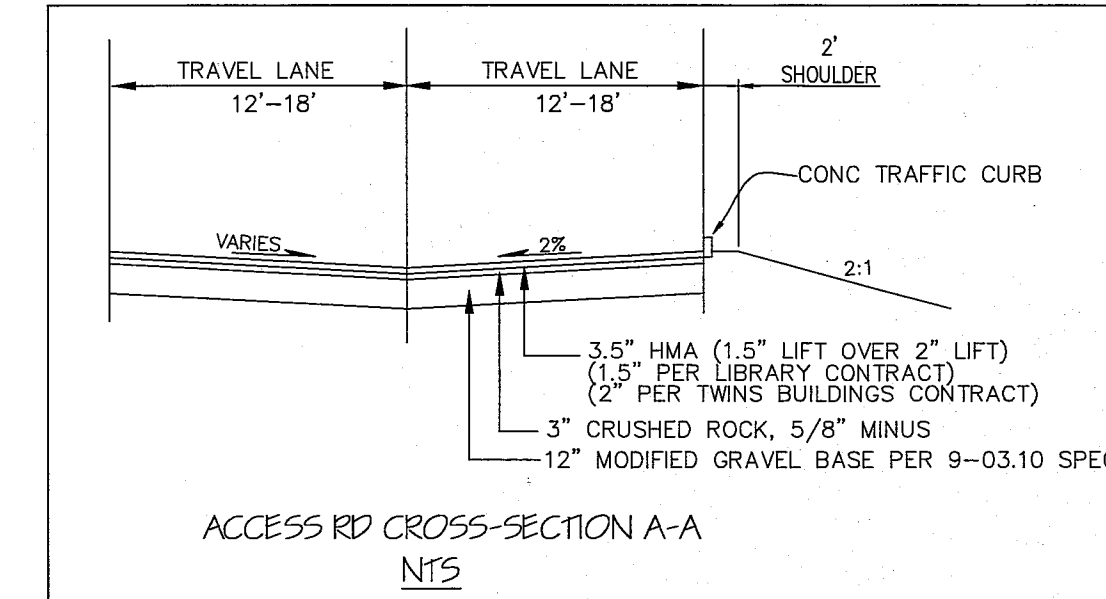 2'
TRAVEL LANE TRAVEL LANE SHOULDER
12'-18' 12'-18'
CONC TRAFFIC CURB
VARIES 2%
2:1
3.5" HMA (1.5" LIFT OVER 2" LIFT)
(1.5" PER LIBRARY CONTRACT)
(2" PER TWINS BUILDINGS CONTRACT)
3" CRUSHED ROCK, 5/8" MINUS
12" MODIFIED GRAVEL BASE PER 9-03.10 SPEC
ACCESS RD CROSS-SECTION A-A
NTS